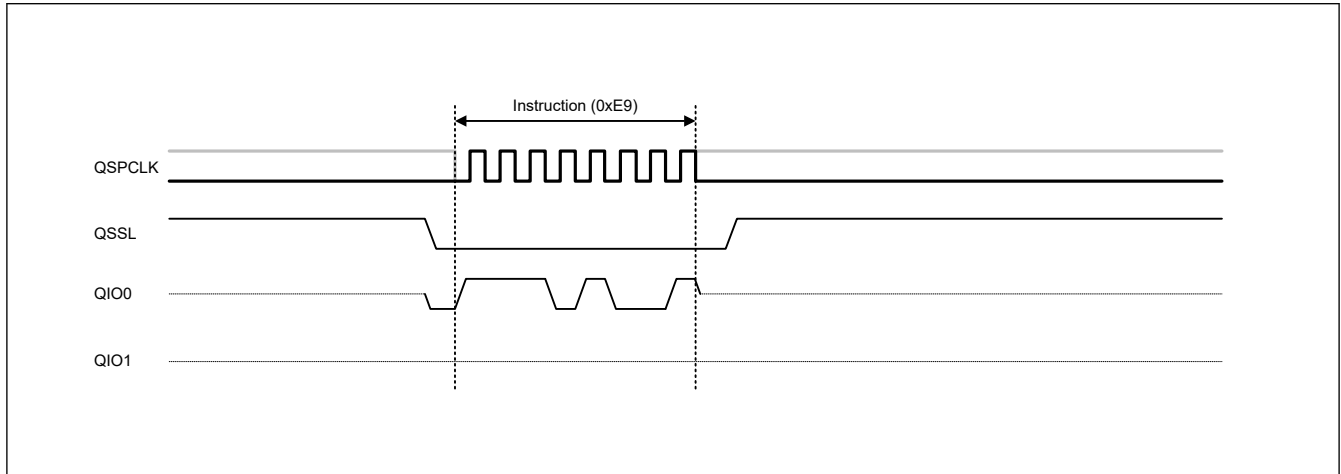 Instruction (0xE9)
QSPCLK
QSSL
QIO0
QIO1